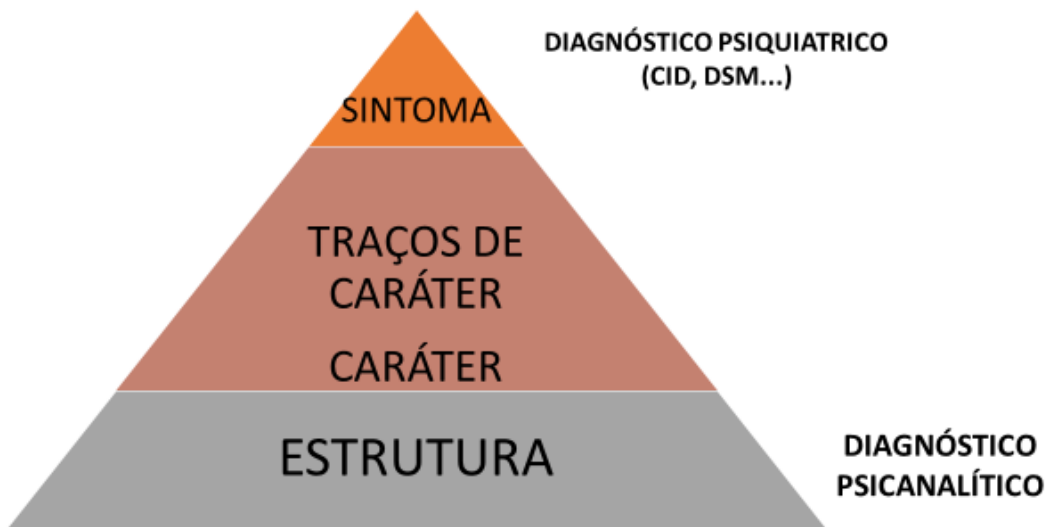 DIAGNÓSTICO PSIQUIATRICO
(CID, DSM...)
SINTOMA
TRAÇOS DE
CARÁTER
CARÁTER
ESTRUTURA
DIAGNÓSTICO
PSICANALÍTICO